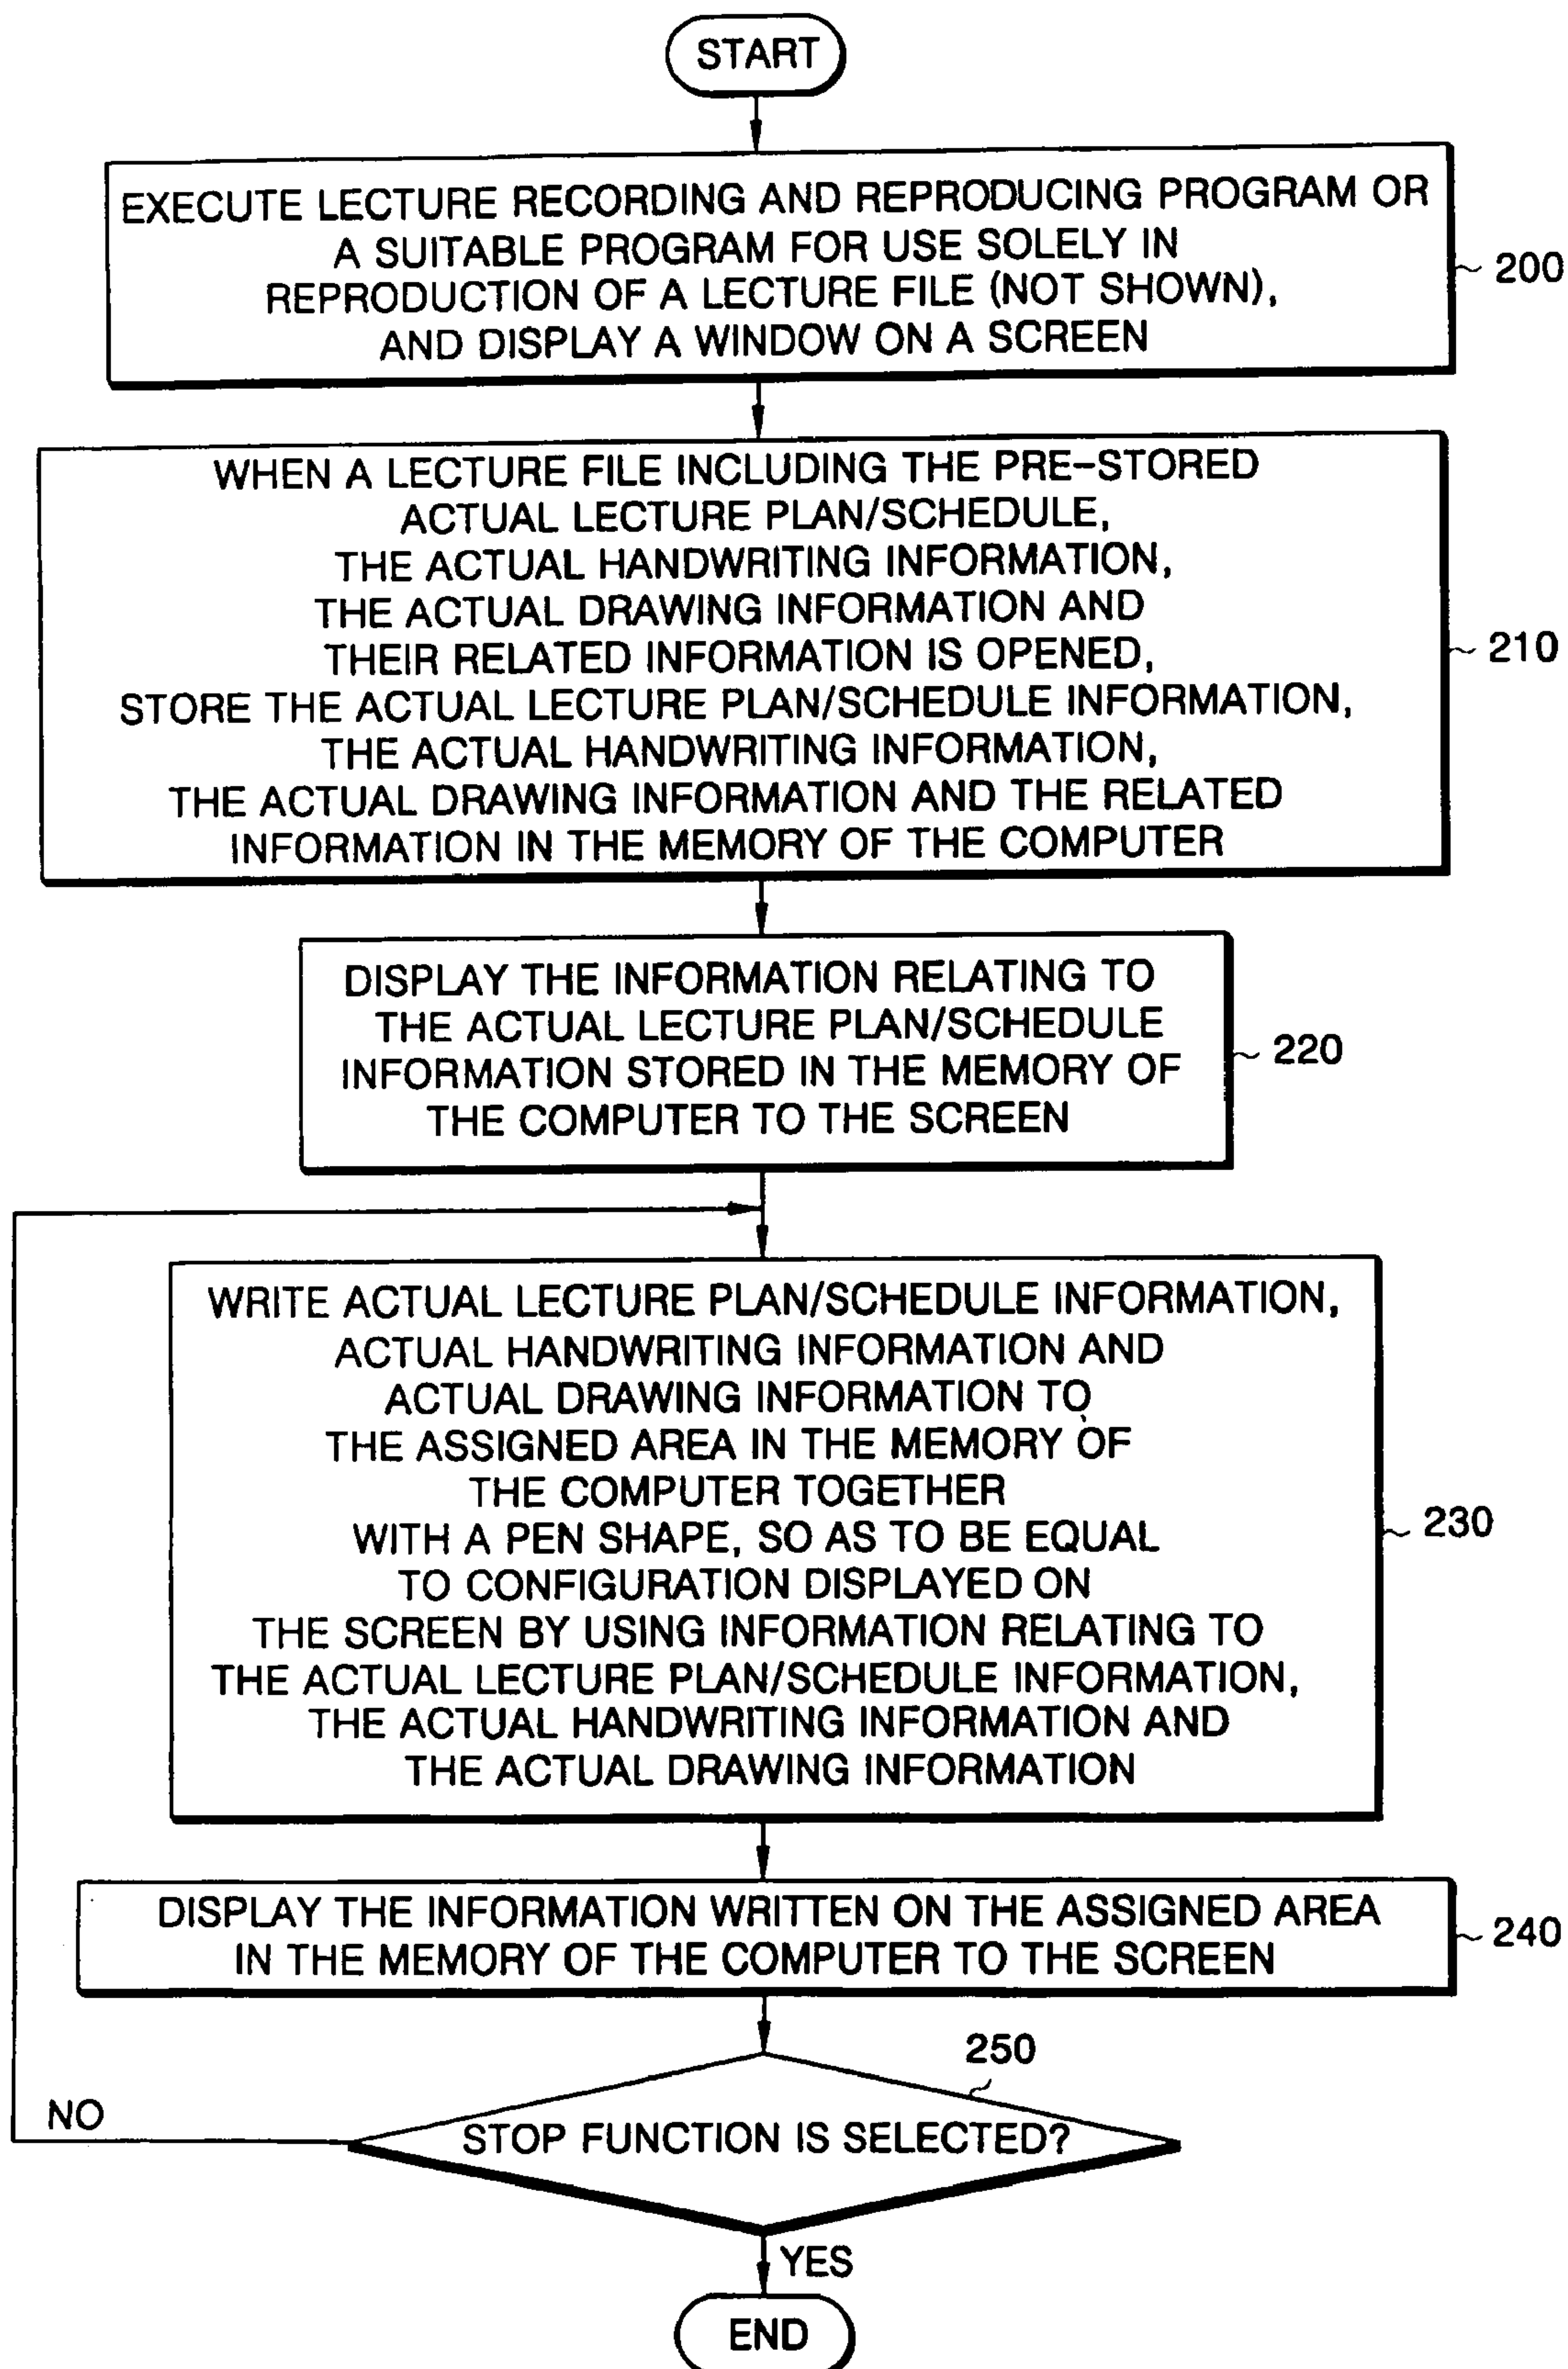 START
EXECUTE LECTURE RECORDING AND REPRODUCING PROGRAM OR
A SUITABLE PROGRAM FOR USE SOLELY IN
REPRODUCTION OF A LECTURE FILE (NOT SHOWN),
AND DISPLAY A WINDOW ON A SCREEN
200
WHEN A LECTURE FILE INCLUDING THE PRE-STORED
ACTUAL LECTURE PLAN/SCHEDULE,
THE ACTUAL HANDWRITING INFORMATION,
THE ACTUAL DRAWING INFORMATION AND
THEIR RELATED INFORMATION IS OPENED,
STORE THE ACTUAL LECTURE PLAN/SCHEDULE INFORMATION,
THE ACTUAL HANDWRITING INFORMATION,
THE ACTUAL DRAWING INFORMATION AND THE RELATED
INFORMATION IN THE MEMORY OF THE COMPUTER
210
DISPLAY THE INFORMATION RELATING TO
THE ACTUAL LECTURE PLAN/SCHEDULE
INFORMATION STORED IN THE MEMORY OF
THE COMPUTER TO THE SCREEN
220
WRITE ACTUAL LECTURE PLAN/SCHEDULE INFORMATION,
ACTUAL HANDWRITING INFORMATION AND
ACTUAL DRAWING INFORMATION TO
THE ASSIGNED AREA IN THE MEMORY OF
THE COMPUTER TOGETHER
WITH A PEN SHAPE, SO AS TO BE EQUAL
TO CONFIGURATION DISPLAYED ON
THE SCREEN BY USING INFORMATION RELATING TO
THE ACTUAL LECTURE PLAN/SCHEDULE INFORMATION,
THE ACTUAL HANDWRITING INFORMATION AND
THE ACTUAL DRAWING INFORMATION
230
DISPLAY THE INFORMATION WRITTEN ON THE ASSIGNED AREA
IN THE MEMORY OF THE COMPUTER TO THE SCREEN
240
250
NO
STOP FUNCTION IS SELECTED?
YES
END